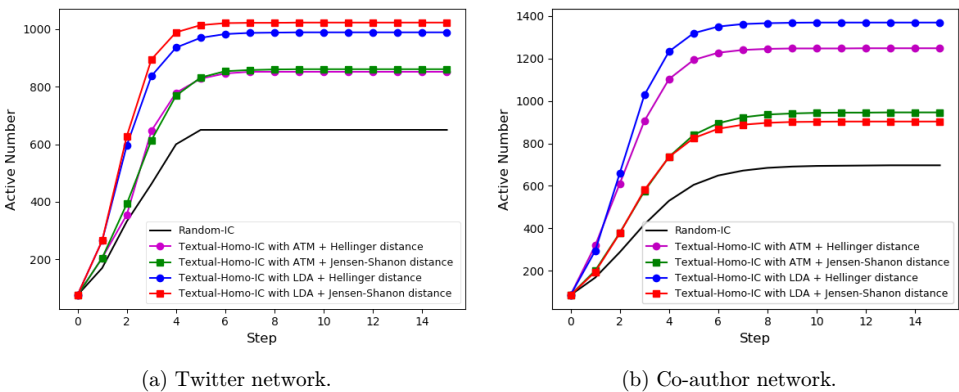 1000
800
600
400
200
Active Number
0
2
4
6
8
10
12
14
Step
Random-IC
Textual-Homo-IC with ATM + Hellinger distance
Textual-Homo-IC with ATM + Jensen-Shanon distance
Textual-Homo-IC with LDA + Hellinger distance
Textual-Homo-IC with LDA + Jensen-Shanon distance
(a) Twitter network.
1400
1200
1000
800
600
400
200
Active Number
0
2
4
6
8
10
12
14
Step
Random-IC
Textual-Homo-IC with ATM + Hellinger distance
Textual-Homo-IC with ATM + Jensen-Shanon distance
Textual-Homo-IC with LDA + Hellinger distance
Textual-Homo-IC with LDA + Jensen-Shanon distance
(b) Co-author network.